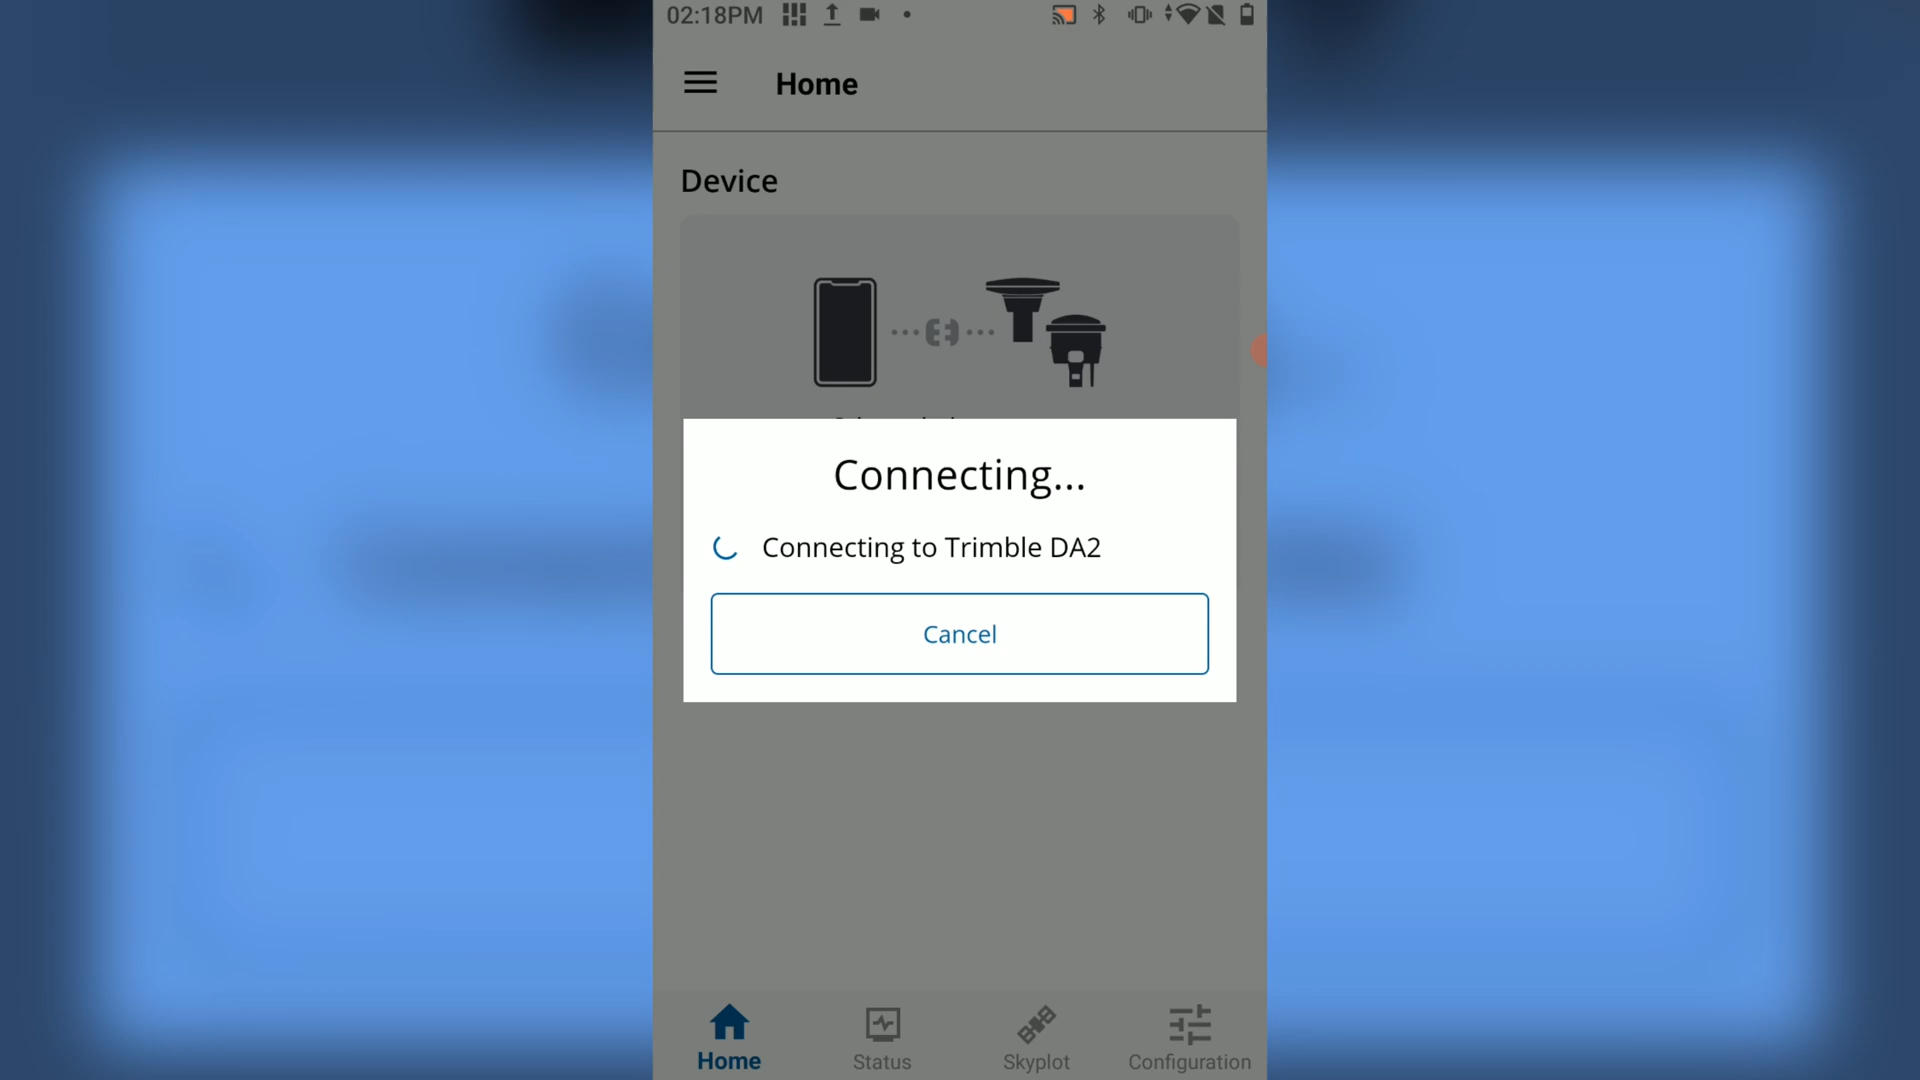 02:18PM
Home
Device
Connecting...
Connecting to Trimble DA2
Cancel
Home
Status
Skyplot
Configuration